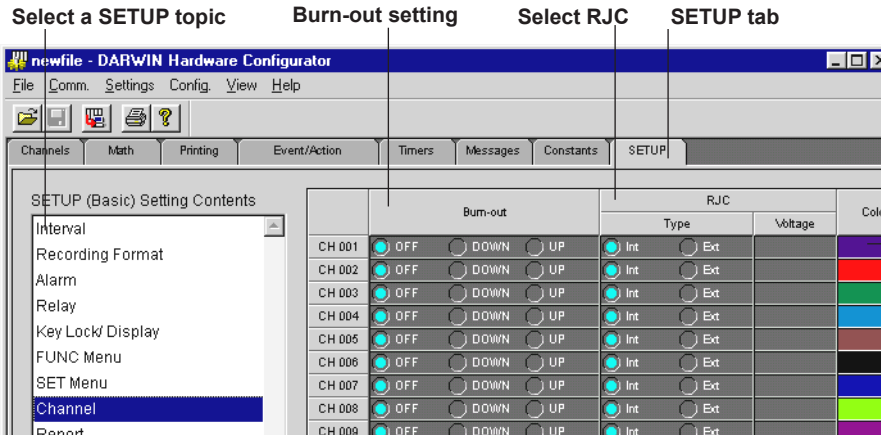 Select a SETUP topic Burn-out setting Select RJC SETUP tab
newfile - DARWIN Hardware Configurator
File Comm. Settings Config. View Help
Channels Math Printing Event/Action Timers Messages Constants SETUP
SETUP (Basic) Setting Contents
Interval
Recording Format
Alarm
Relay
Key Lock/ Display
FUNC Menu
SET Menu
Channel
Report
Burn-out RJC
Type Voltage
CH 001 OFF DOWN UP Int Ext
CH 002 OFF DOWN UP Int Ext
CH 003 OFF DOWN UP Int Ext
CH 004 OFF DOWN UP Int Ext
CH 005 OFF DOWN UP Int Ext
CH 006 OFF DOWN UP Int Ext
CH 007 OFF DOWN UP Int Ext
CH 008 OFF DOWN UP Int Ext
CH 009 OFF DOWN UP Int Ext